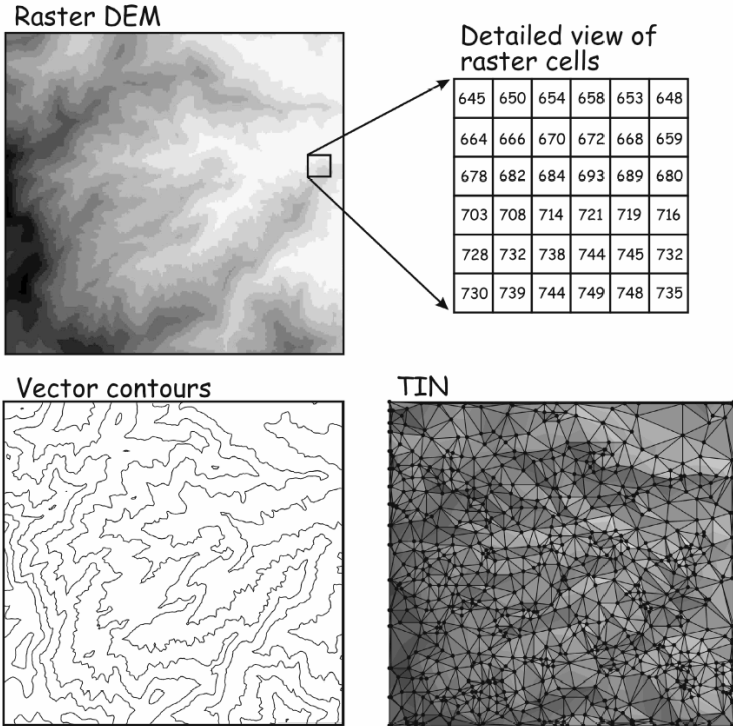 Raster DEM
Detailed view of
raster cells
645 650 654 658 653 648
664 666 670 672 668 659
678 682 684 693 689 680
703 708 714 721 719 716
728 732 738 744 745 732
730 739 744 749 748 735
Vector contours
TIN